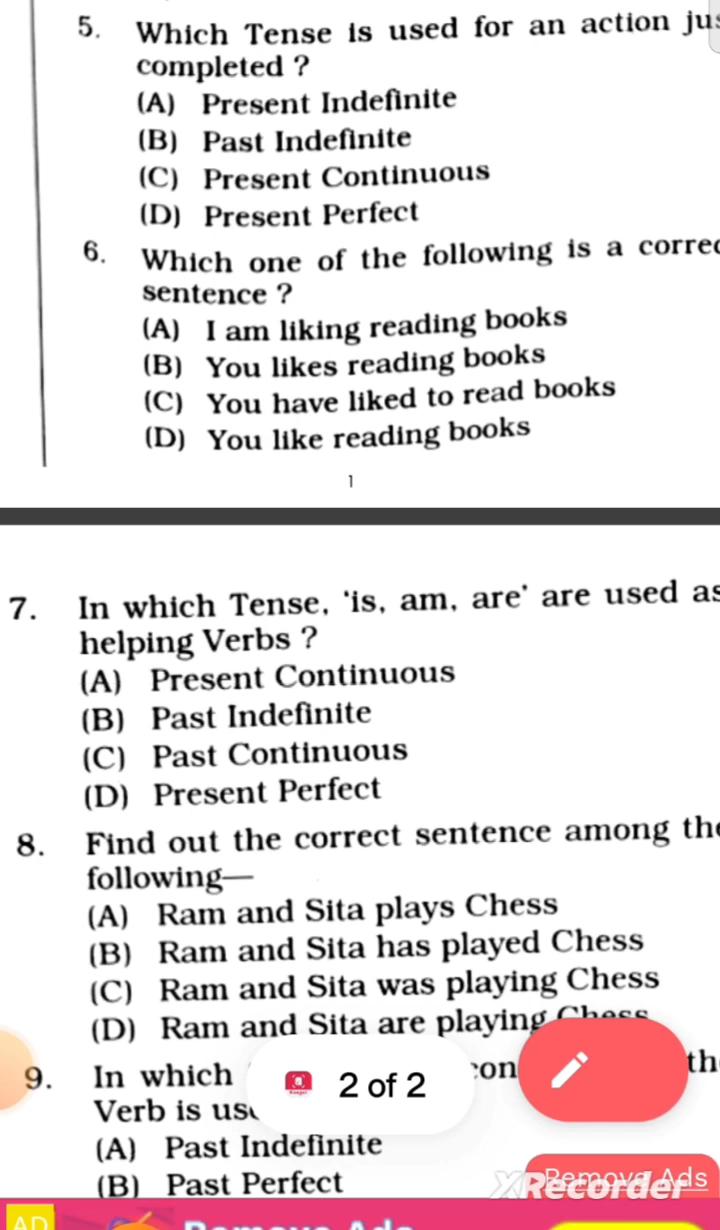 5. Which Tense is used for an action
completed ?
(A) Present Indefinite
(B) Past Indefinite
(C) Present Continuous
(D) Present Perfect
6. Which one of the following is a
sentence ?
(A) I am liking reading books
(B) You likes reading books
(C) You have liked to read books
(D) You like reading books
1
7. In which Tense, 'is, am, are' are used as
helping Verbs ?
(A) Present Continuous
(B) Past Indefinite
(C) Past Continuous
(D) Present Perfect
8. Find out the correct sentence among
following—
(A) Ram and Sita plays Chess
(B) Ram and Sita has played Chess
(C) Ram and Sita was playing Chess
(D) Ram and Sita are playing Chess
9. In which
2 of 2
Verb is
(A) Past Indefinite
(B) Past Perfect
Remove Ads
XRecorder
AD
Remove Ads